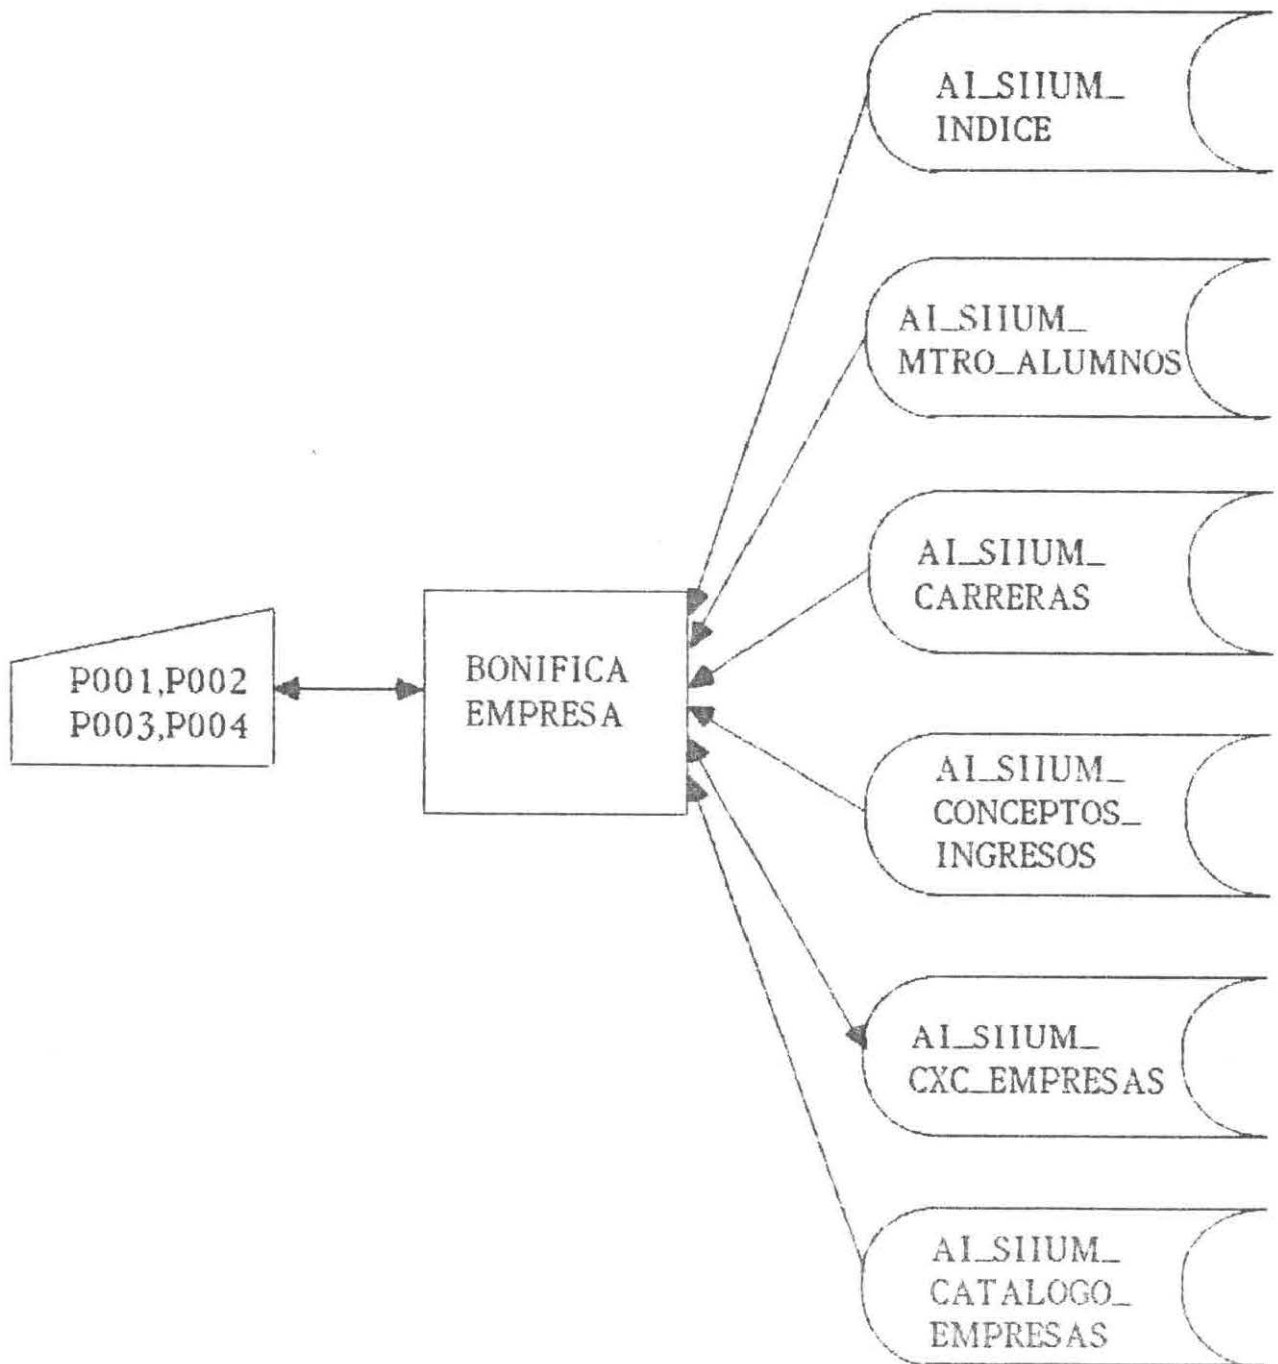 AI_SIIUM_
INDICE
AI_SIIUM_
MTRO_ALUMNOS
AI_SIIUM_
CARRERAS
P001,P002
P003,P004
BONIFICA
EMPRESA
AI_SIIUM_
CONCEPTOS_
INGRESOS
AI_SIIUM_
CXC_EMPRESAS
AI_SIIUM_
CATALOGO_
EMPRESAS